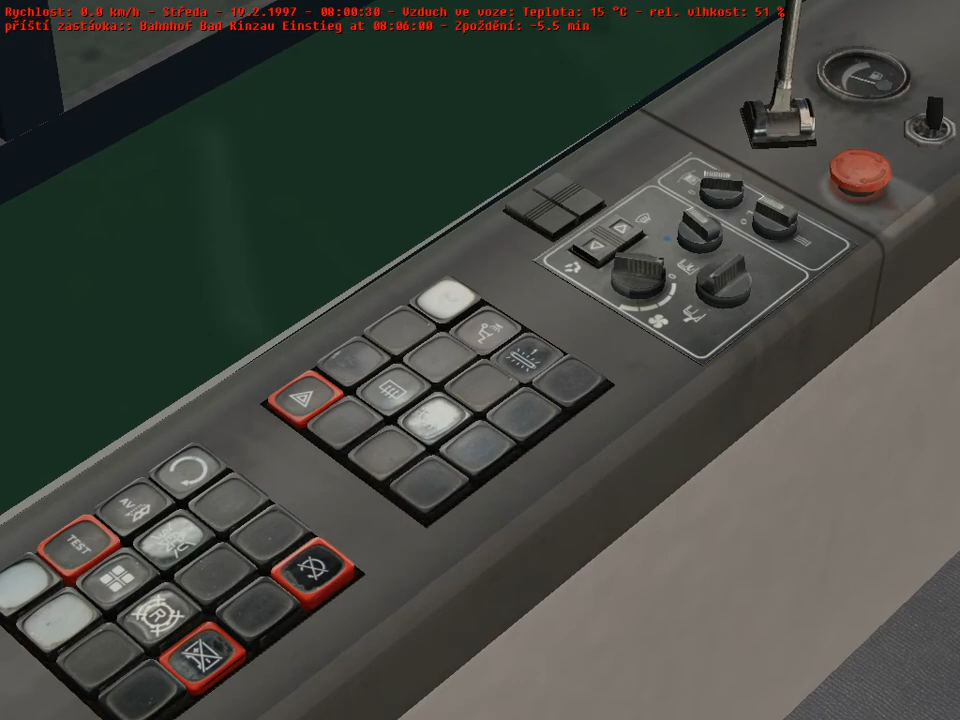 Rychlost: 0.0 km/h - Středa - 19.2.1997 - 08:00:30 - Vzduch ve voze: Teplota: 15 °C - rel. vlhkost: 51 %
příští zastávka:: Bahnhof Bad Kinzau Einstieg at 08:06:00 - Zpoždění: -5.5 min
AV
TEST
R